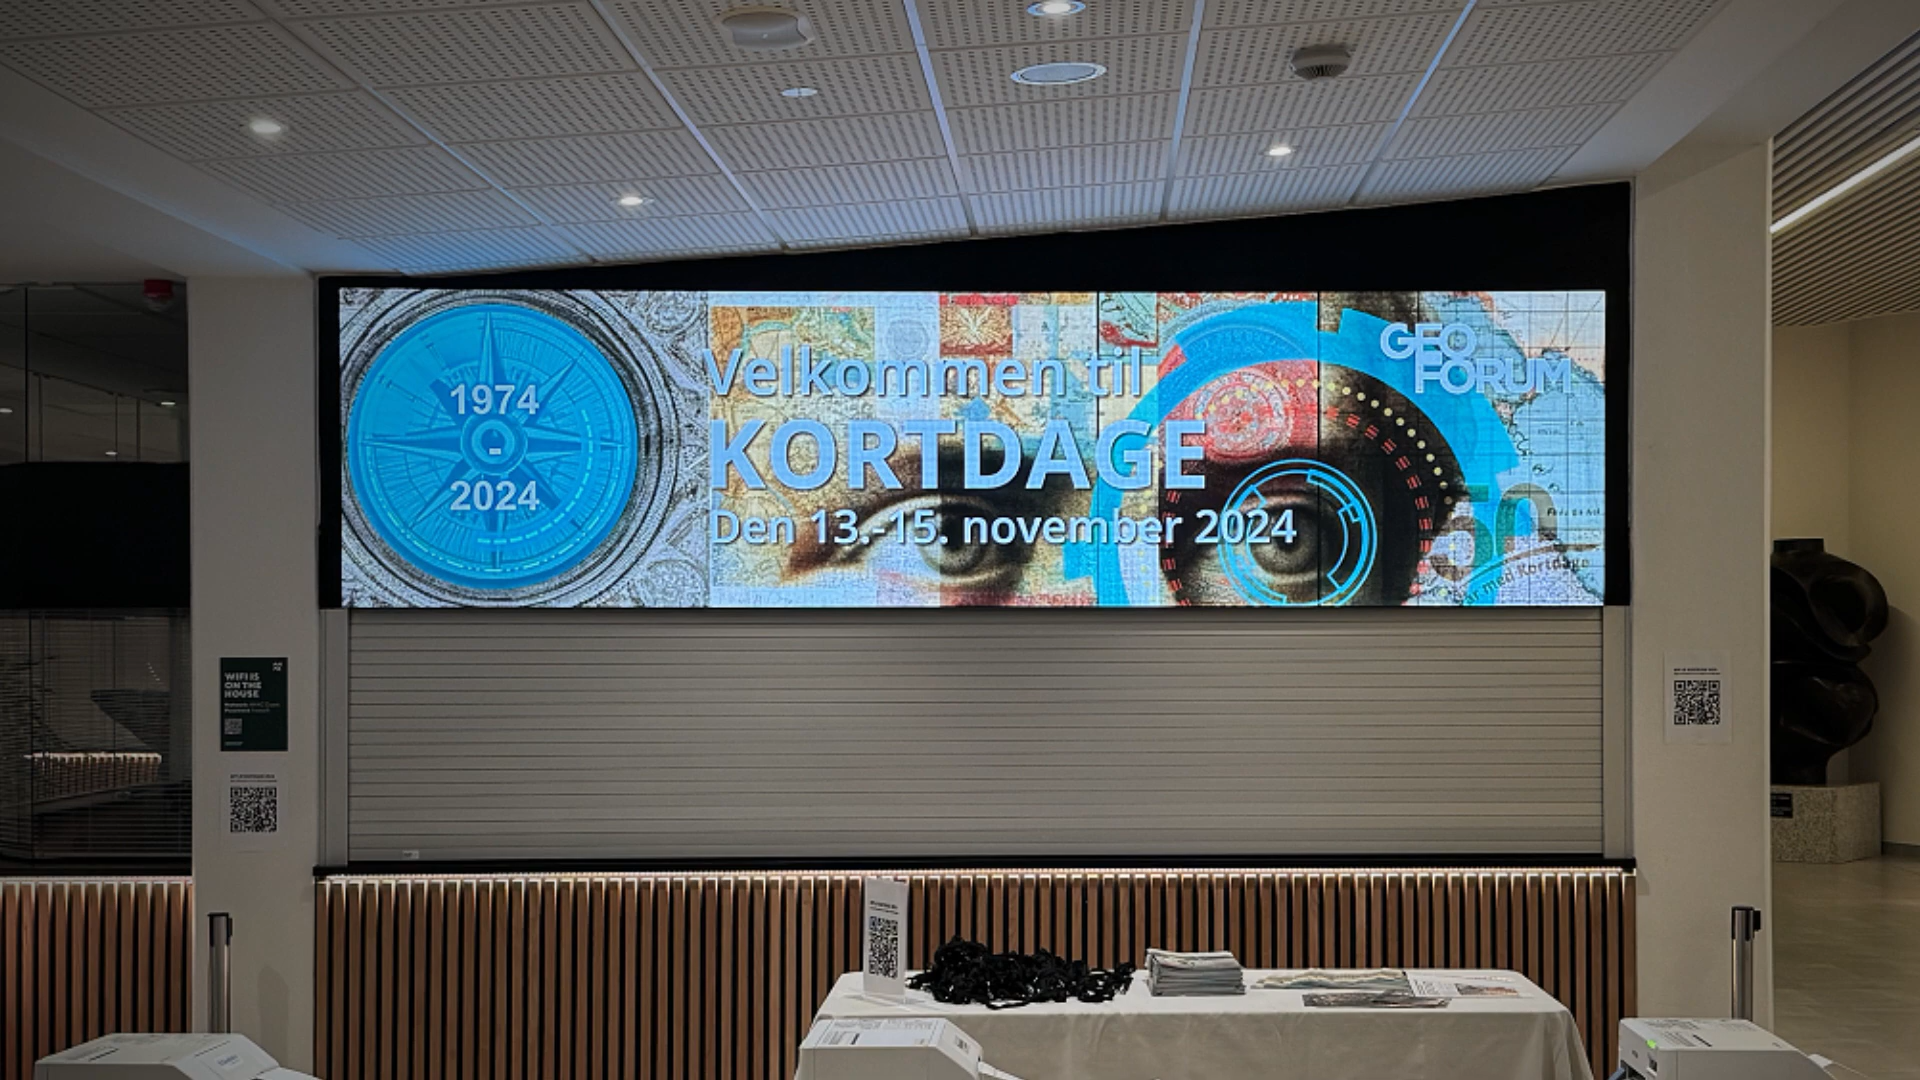 1974
2024
Velkommen til
KORTDAGE
Den 13.-15. november 2024
GEO
FORUM
50
år med Kortdage
WIFI IS
ON THE
HOUSE